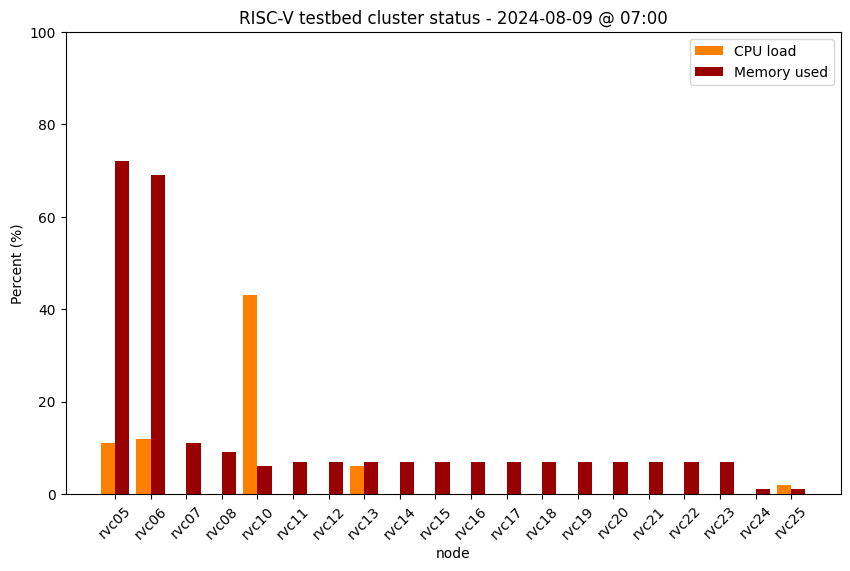 RISC-V testbed cluster status - 2024-08-09 @ 07:00
CPU load
Memory used
Percent (%)
100
80
60
40
20
0
rvc05 rvc06 rvc07 rvc08 rvc10 rvc11 rvc12 rvc13 rvc14 rvc15 rvc16 rvc17 rvc18 rvc19 rvc20 rvc21 rvc22 rvc23 rvc24 rvc25
node